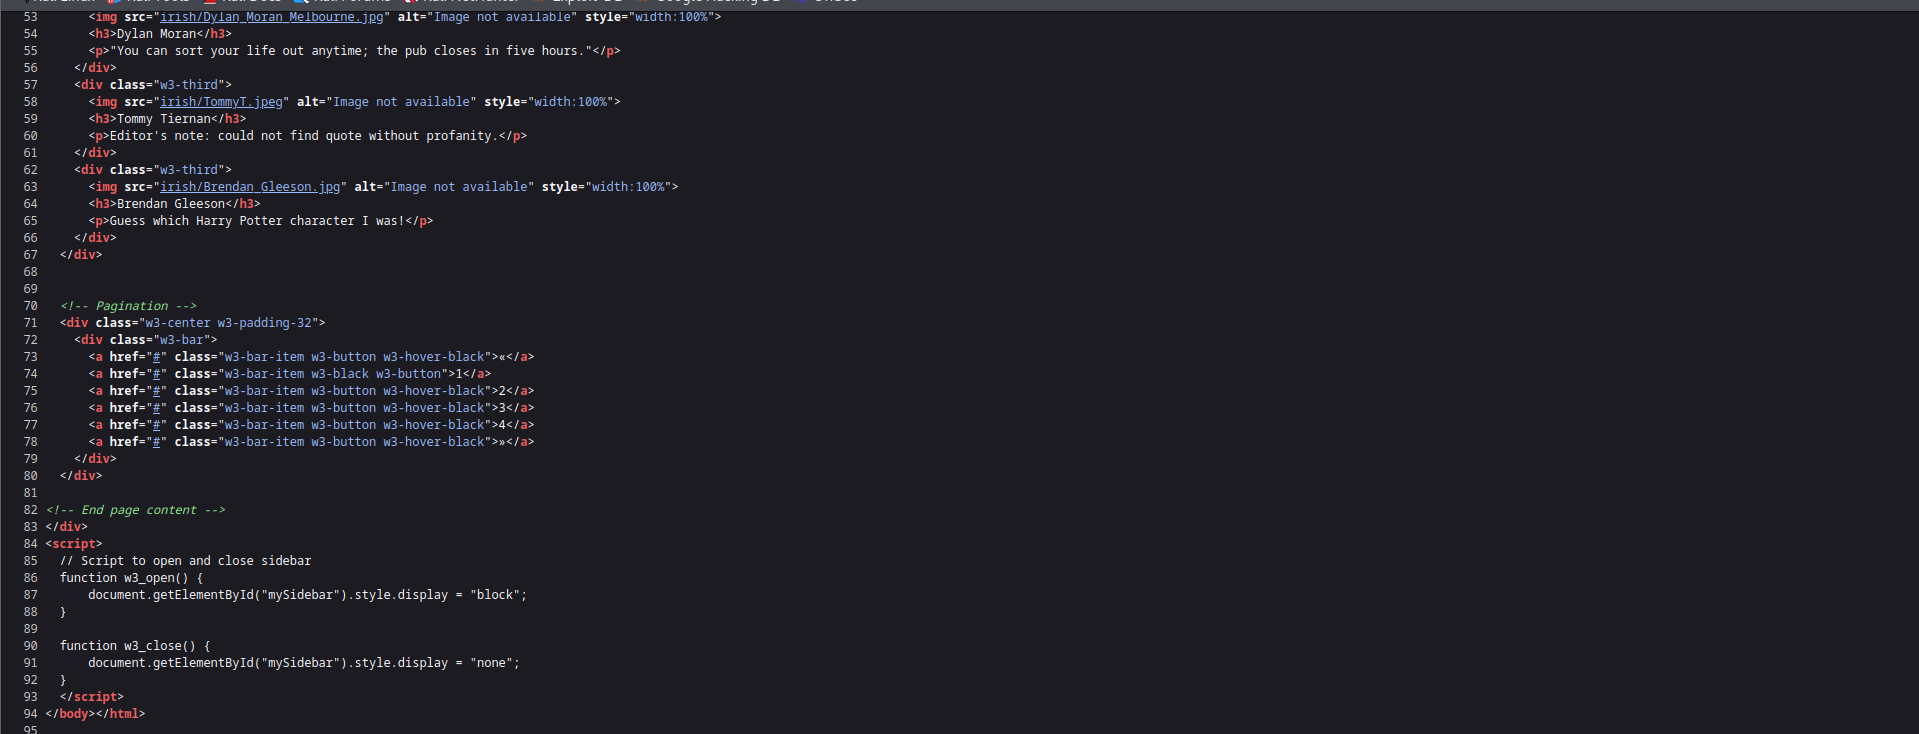 53 <img src="irish/Dylan_Moran_Melbourne.jpg" alt="Image not available" style="width:100%">
54 <h3>Dylan Moran</h3>
55 <p>"You can sort your life out anytime; the pub closes in five hours."</p>
56 </div>
57 <div class="w3-third">
58 <img src="irish/TommyT.jpeg" alt="Image not available" style="width:100%">
59 <h3>Tommy Tiernan</h3>
60 <p>Editor's note: could not find quote without profanity.</p>
61 </div>
62 <div class="w3-third">
63 <img src="irish/Brendan_Gleeson.jpg" alt="Image not available" style="width:100%">
64 <h3>Brendan Gleeson</h3>
65 <p>Guess which Harry Potter character I was!</p>
66 </div>
67 </div>
68
69
70 <!-- Pagination -->
71 <div class="w3-center w3-padding-32">
72 <div class="w3-bar">
73 <a href="#" class="w3-bar-item w3-button w3-hover-black">«</a>
74 <a href="#" class="w3-bar-item w3-black w3-button">1</a>
75 <a href="#" class="w3-bar-item w3-button w3-hover-black">2</a>
76 <a href="#" class="w3-bar-item w3-button w3-hover-black">3</a>
77 <a href="#" class="w3-bar-item w3-button w3-hover-black">4</a>
78 <a href="#" class="w3-bar-item w3-button w3-hover-black">»</a>
79 </div>
80 </div>
81
82 <!-- End page content -->
83 </div>
84 <script>
85 // Script to open and close sidebar
86 function w3_open() {
87 document.getElementById("mySidebar").style.display = "block";
88 }
89
90 function w3_close() {
91 document.getElementById("mySidebar").style.display = "none";
92 }
93 </script>
94 </body></html>
95